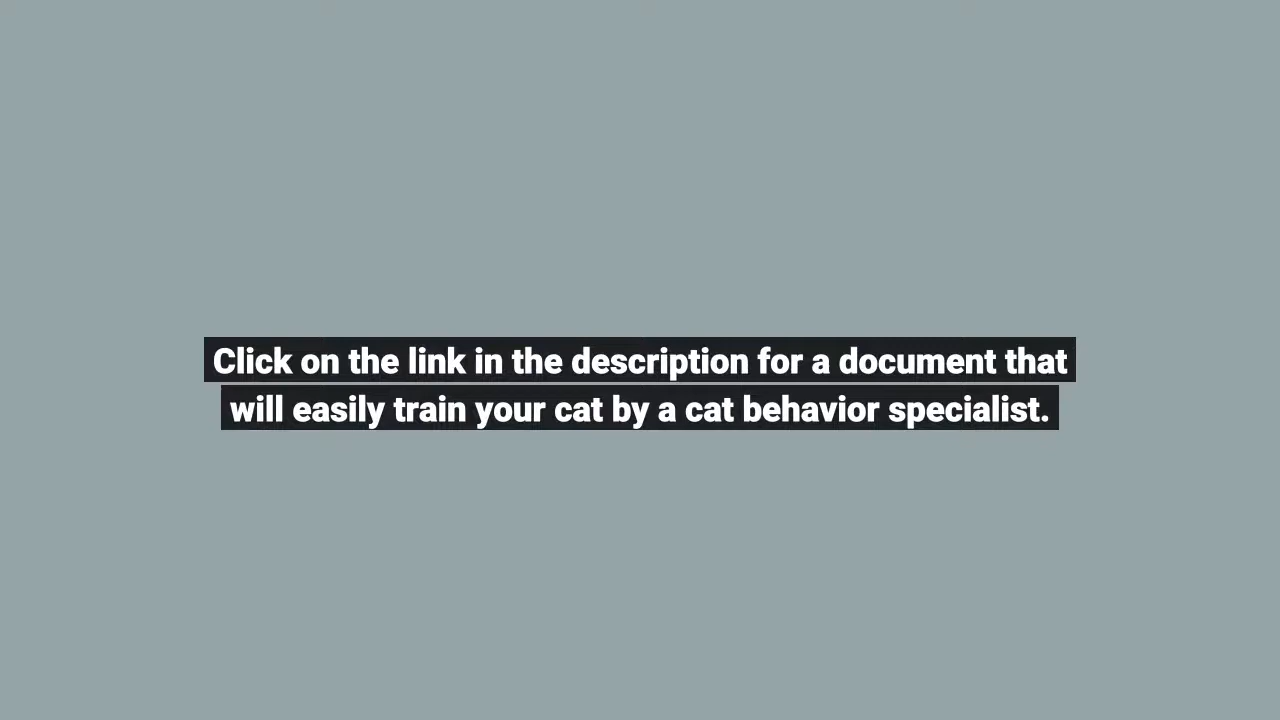 Click on the link in the description for a document that
will easily train your cat by a cat behavior specialist.